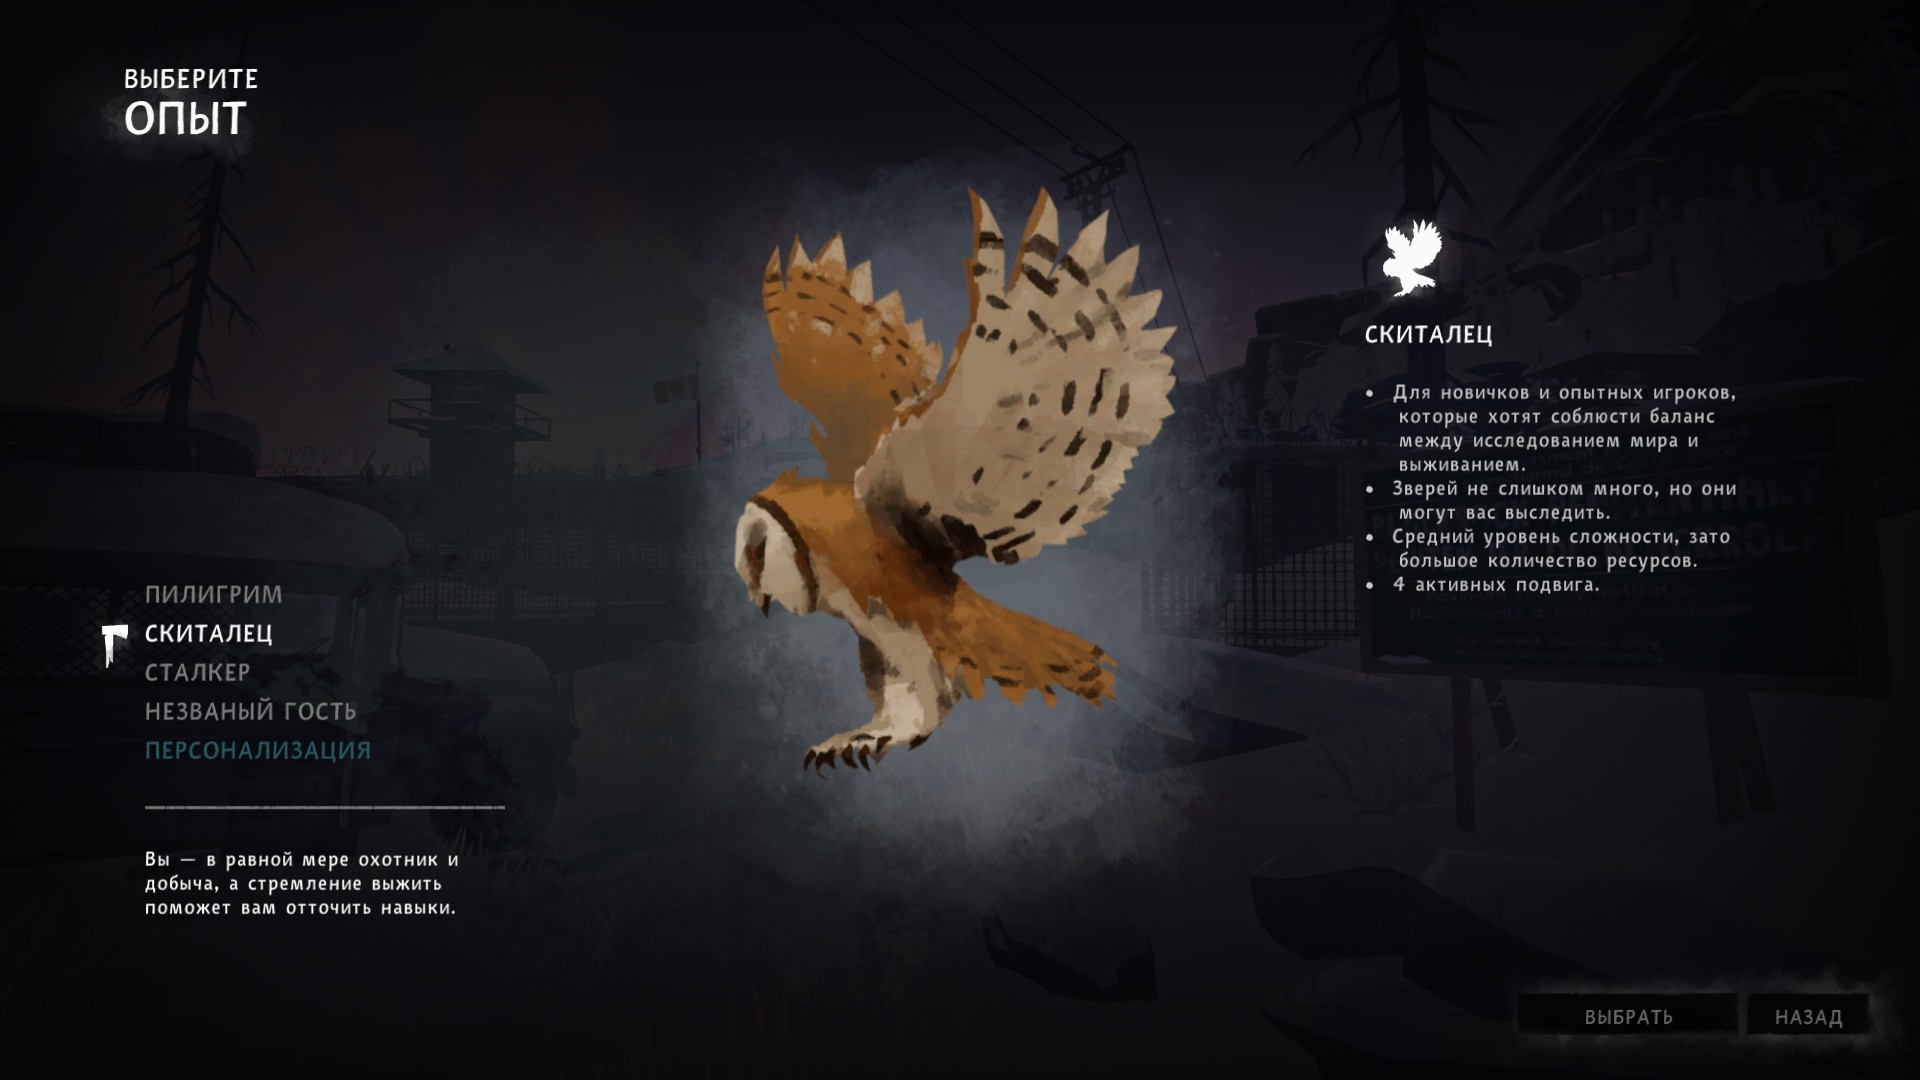 ВЫБЕРИТЕ
ОПЫТ
ПИЛИГРИМ
СКИТАЛЕЦ
СТАЛКЕР
НЕЗВАНЫЙ ГОСТЬ
ПЕРСОНАЛИЗАЦИЯ
Вы — в равной мере охотник и
добыча, а стремление выжить
поможет вам отточить навыки.
СКИТАЛЕЦ
• Для новичков и опытных игроков,
которые хотят соблюсти баланс
между исследованием мира и
выживанием.
• Зверей не слишком много, но они
могут вас выследить.
• Средний уровень сложности, зато
большое количество ресурсов.
• 4 активных подвига.
ВЫБРАТЬ
НАЗАД